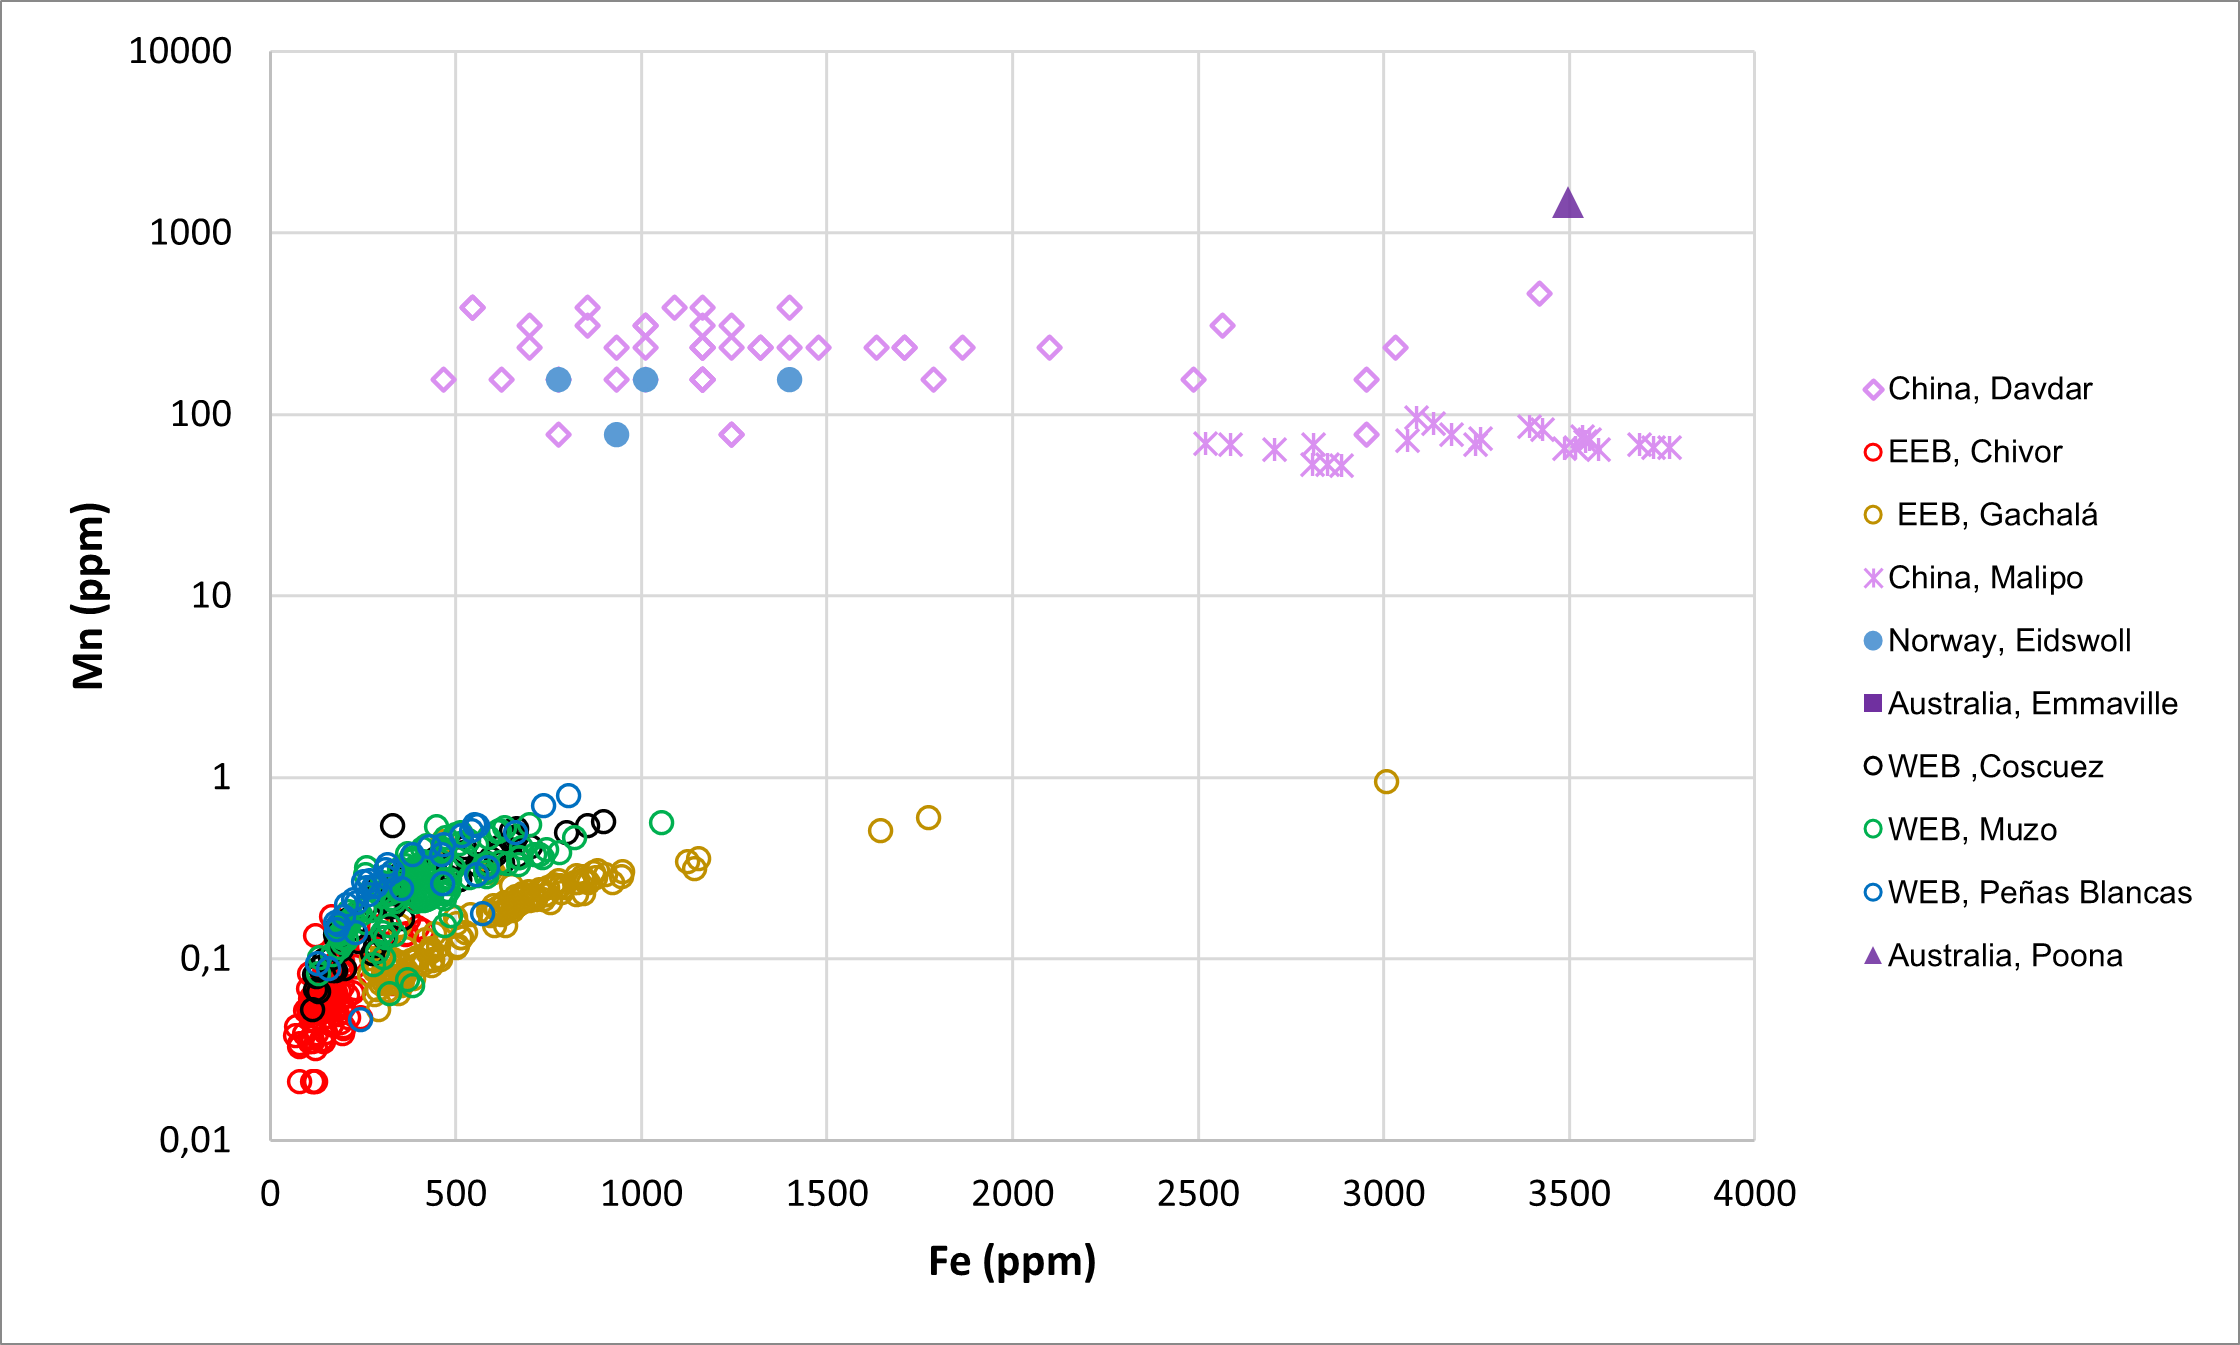 10000
1000
100
10
1
0,1
0,01
Mn (ppm)
0 500 1000 1500 2000 2500 3000 3500 4000
Fe (ppm)
China, Davdar
EEB, Chivor
EEB, Gachalá
China, Malipo
Norway, Eidswoll
Australia, Emmaville
WEB ,Coscuez
WEB, Muzo
WEB, Peñas Blancas
Australia, Poona